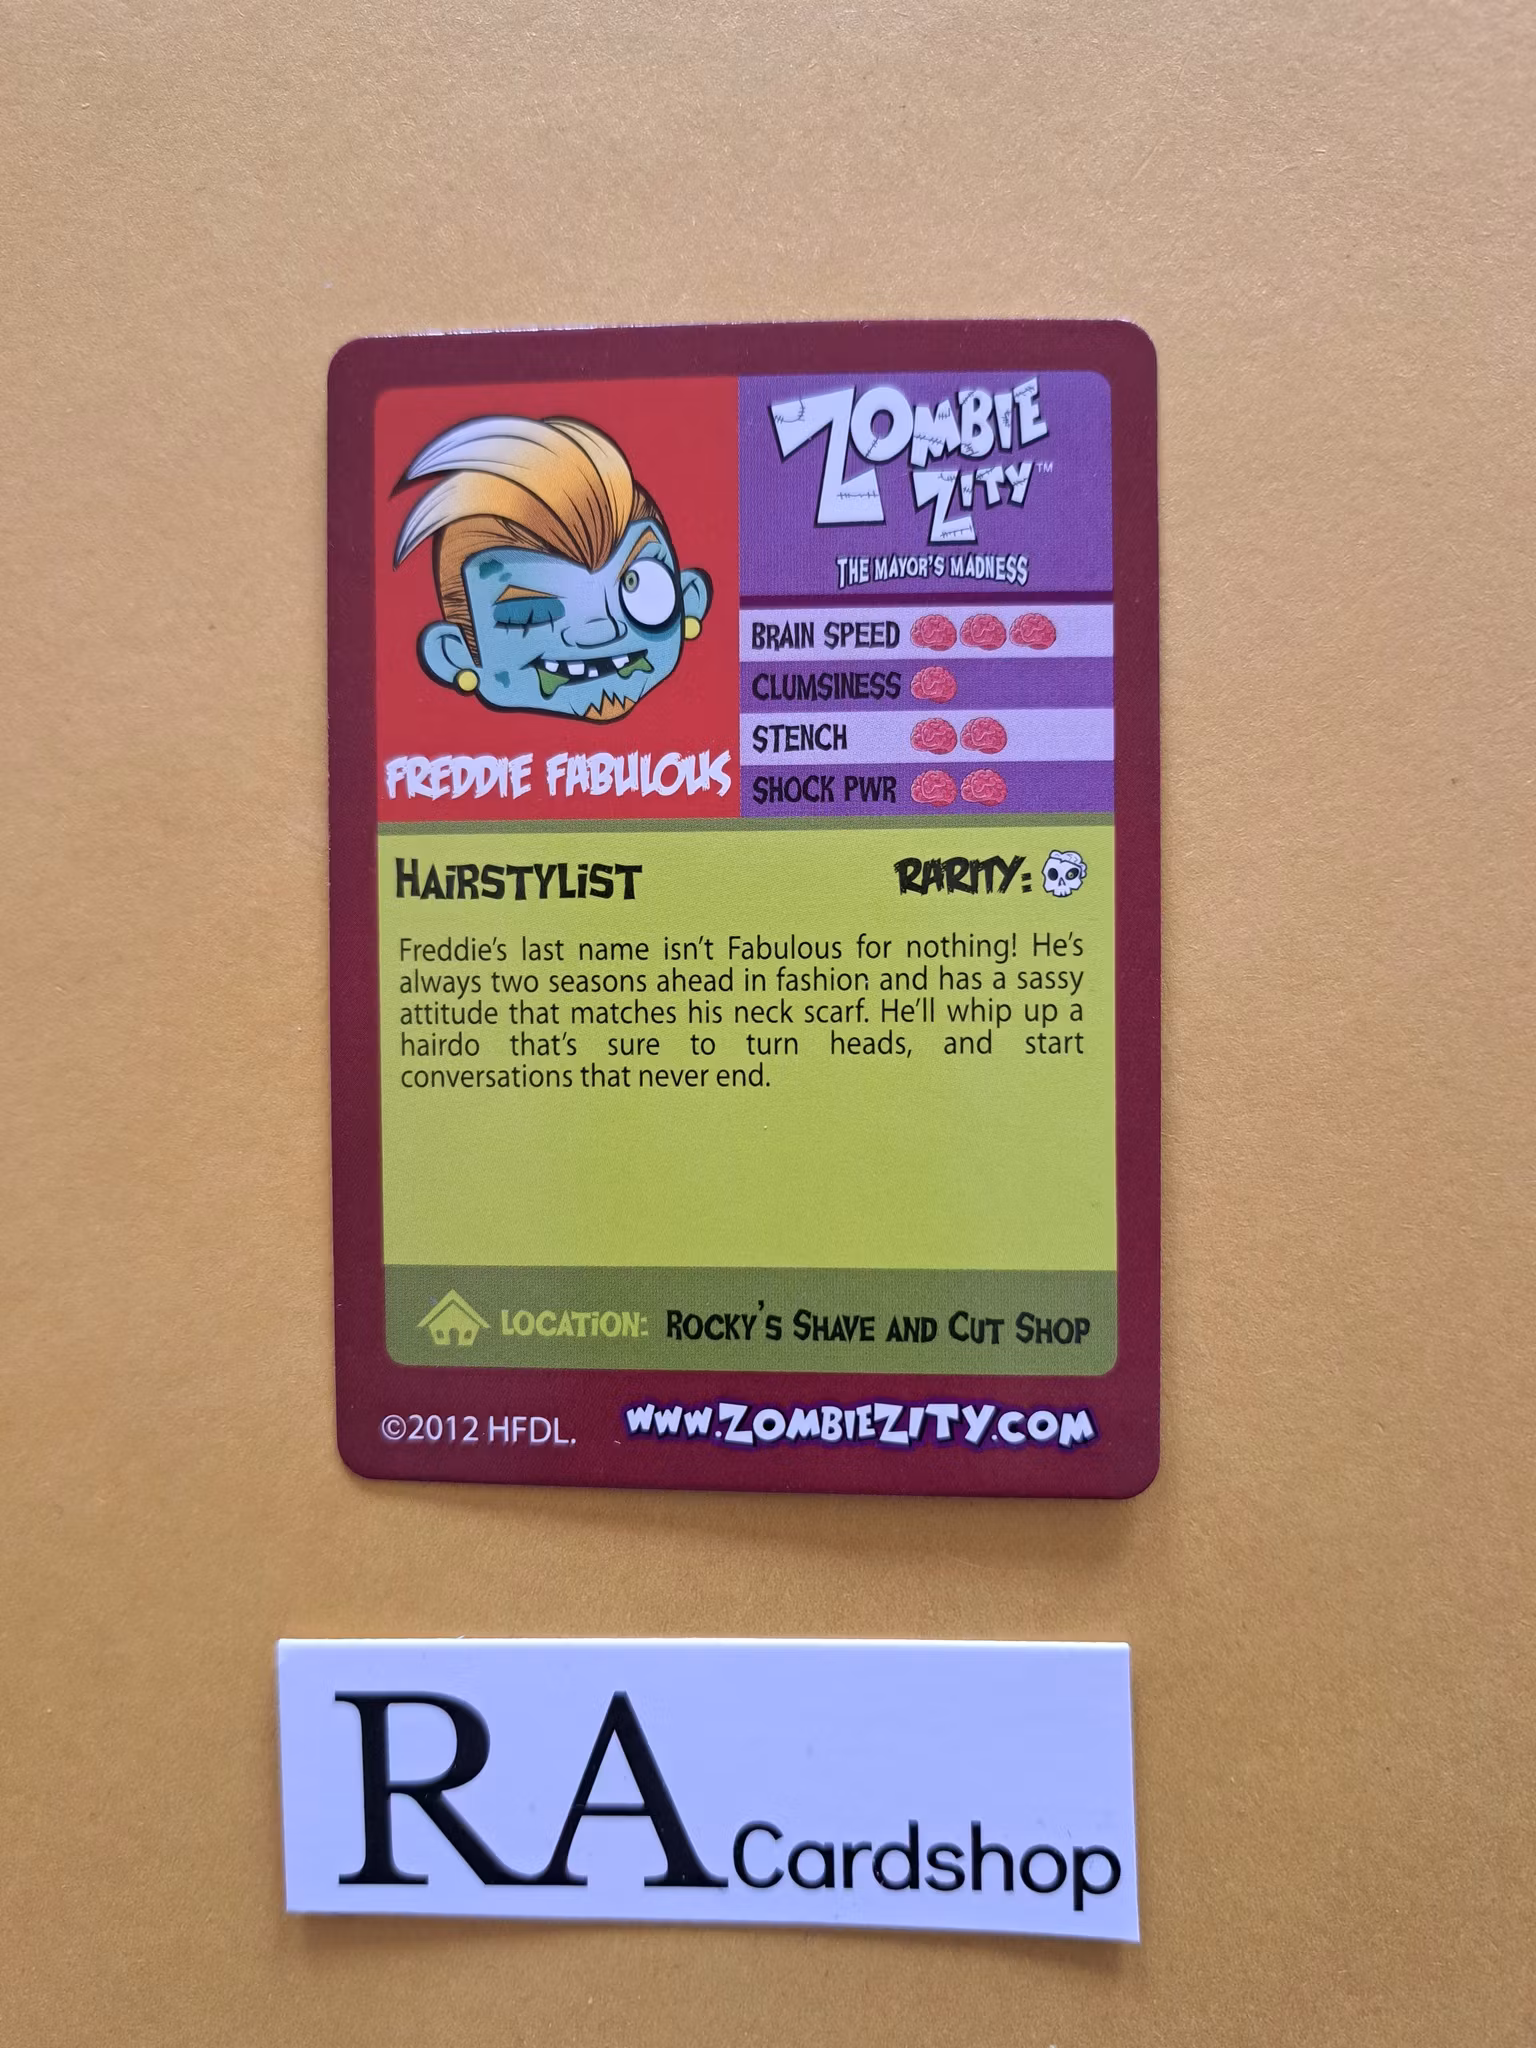 ZOMBIE
ZITY™
THE MAYOR'S MADNESS
BRAIN SPEED
CLUMSINESS
STENCH
SHOCK PWR
FREDDIE FABULOUS
HAIRSTYLIST
RARITY:
Freddie's last name isn't Fabulous for nothing! He's
always two seasons ahead in fashion and has a sassy
attitude that matches his neck scarf. He'll whip up a
hairdo that's sure to turn heads, and start
conversations that never end.
LOCATION: ROCKY'S SHAVE AND CUT SHOP
©2012 HFDL. WWW.ZOMBIEZITY.COM
RA Cardshop